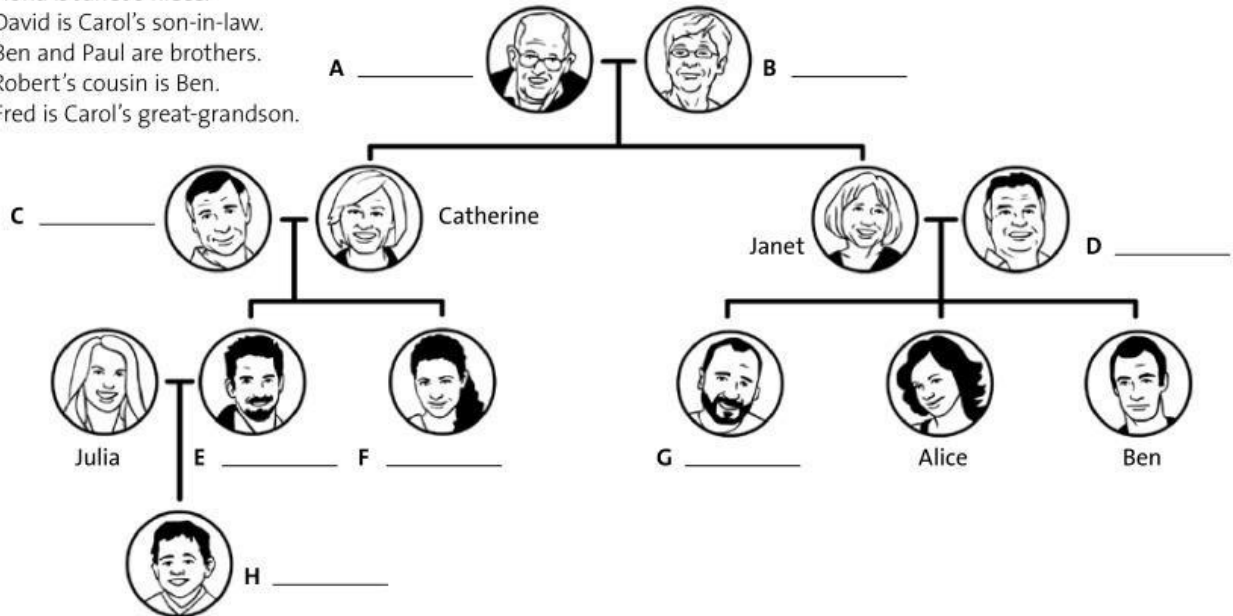 David is Carol's son-in-law.
Ben and Paul are brothers.
Robert's cousin is Ben.
Fred is Carol's great-grandson.
A
B
C
Catherine
Janet
D
Julia
E
F
G
Alice
Ben
H